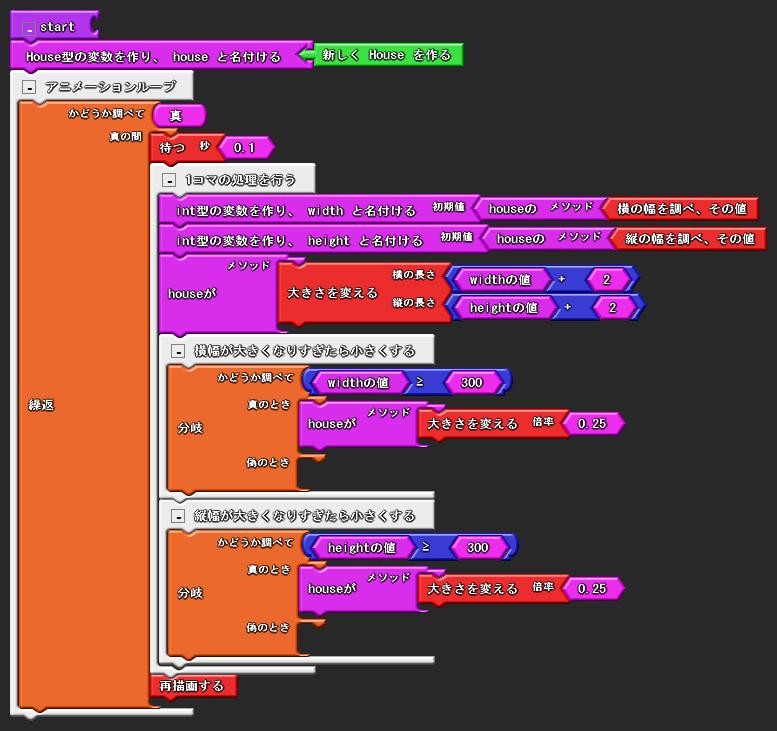 start
House型の変数を作り、 house と名付ける 新しく House を作る
アニメーションループ
かどうか調べて 真
真の間
待つ 秒 0.1
1コマの処理を行う
int型の変数を作り、 width と名付ける 初期値 houseの メソッド 横の幅を調べ、その値
int型の変数を作り、 height と名付ける 初期値 houseの メソッド 縦の幅を調べ、その値
houseが メソッド 大きさを変える 横の長さ widthの値 + 2
縦の長さ heightの値 + 2
横幅が大きくなりすぎたら小さくする
かどうか調べて widthの値 ≥ 300
繰返
分岐
真のとき houseが メソッド 大きさを変える 倍率 0.25
偽のとき
縦幅が大きくなりすぎたら小さくする
かどうか調べて heightの値 ≥ 300
分岐
真のとき houseが メソッド 大きさを変える 倍率 0.25
偽のとき
再描画する